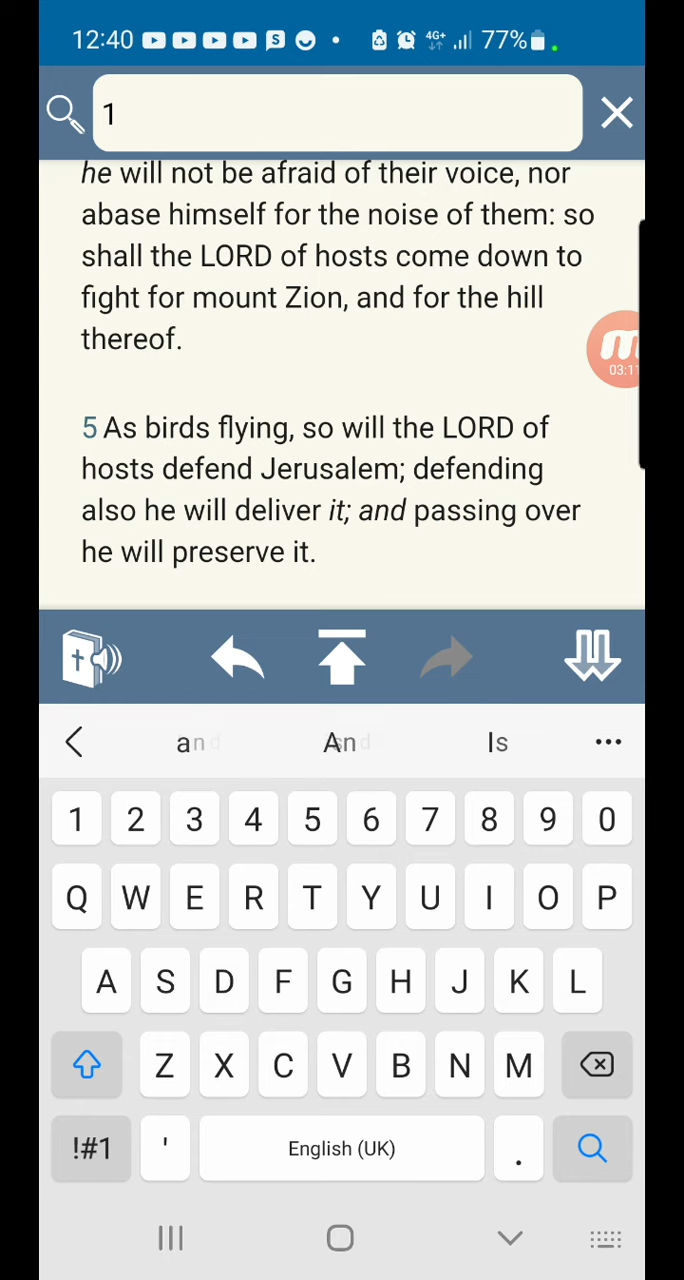 12:40 4G+ 77%
1
he will not be afraid of their voice, nor
abase himself for the noise of them: so
shall the LORD of hosts come down to
fight for mount Zion, and for the hill
thereof.
03:11
5 As birds flying, so will the LORD of
hosts defend Jerusalem; defending
also he will deliver it; and passing over
he will preserve it.
an An Is
1 2 3 4 5 6 7 8 9 0
Q W E R T Y U I O P
A S D F G H J K L
Z X C V B N M
!#1 ' English (UK) .